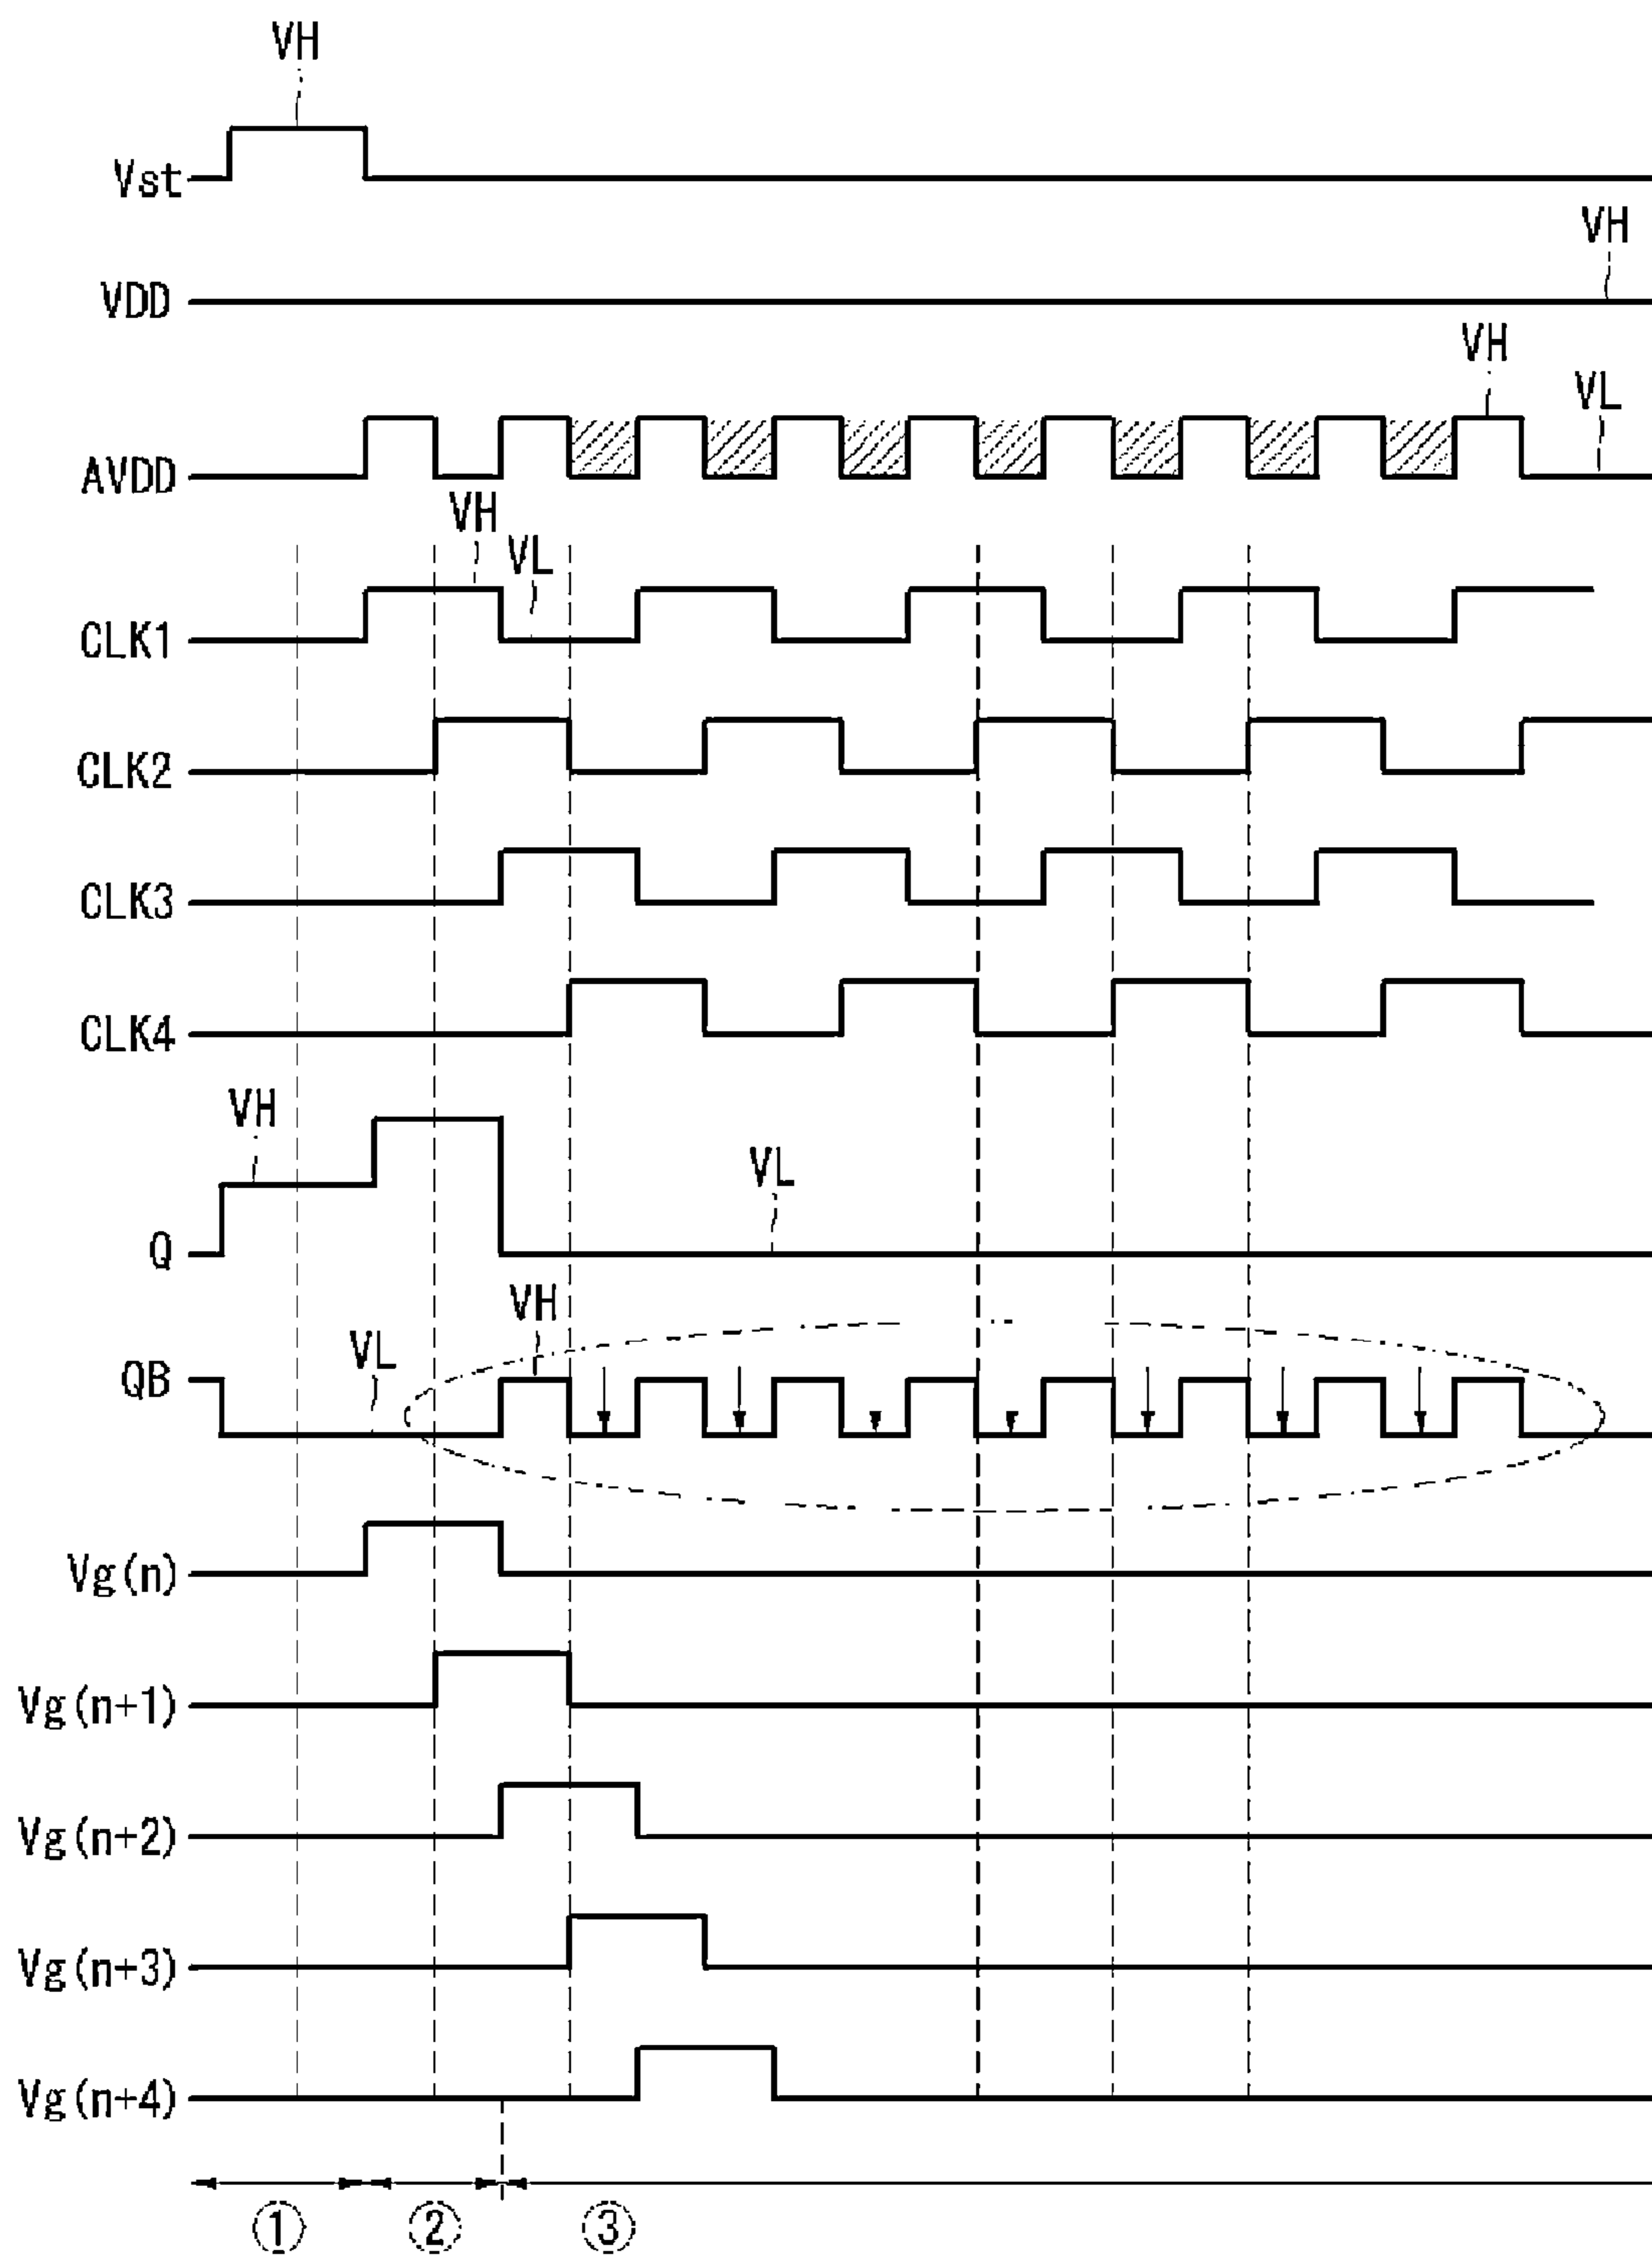 VH
Vst
VH
VDD
VH
VL
AVDD
VH
VL
CLK1
CLK2
CLK3
CLK4
VH
VL
Q
VH
VL
QB
Vg(n)
Vg(n+1)
Vg(n+2)
Vg(n+3)
Vg(n+4)
① ② ③